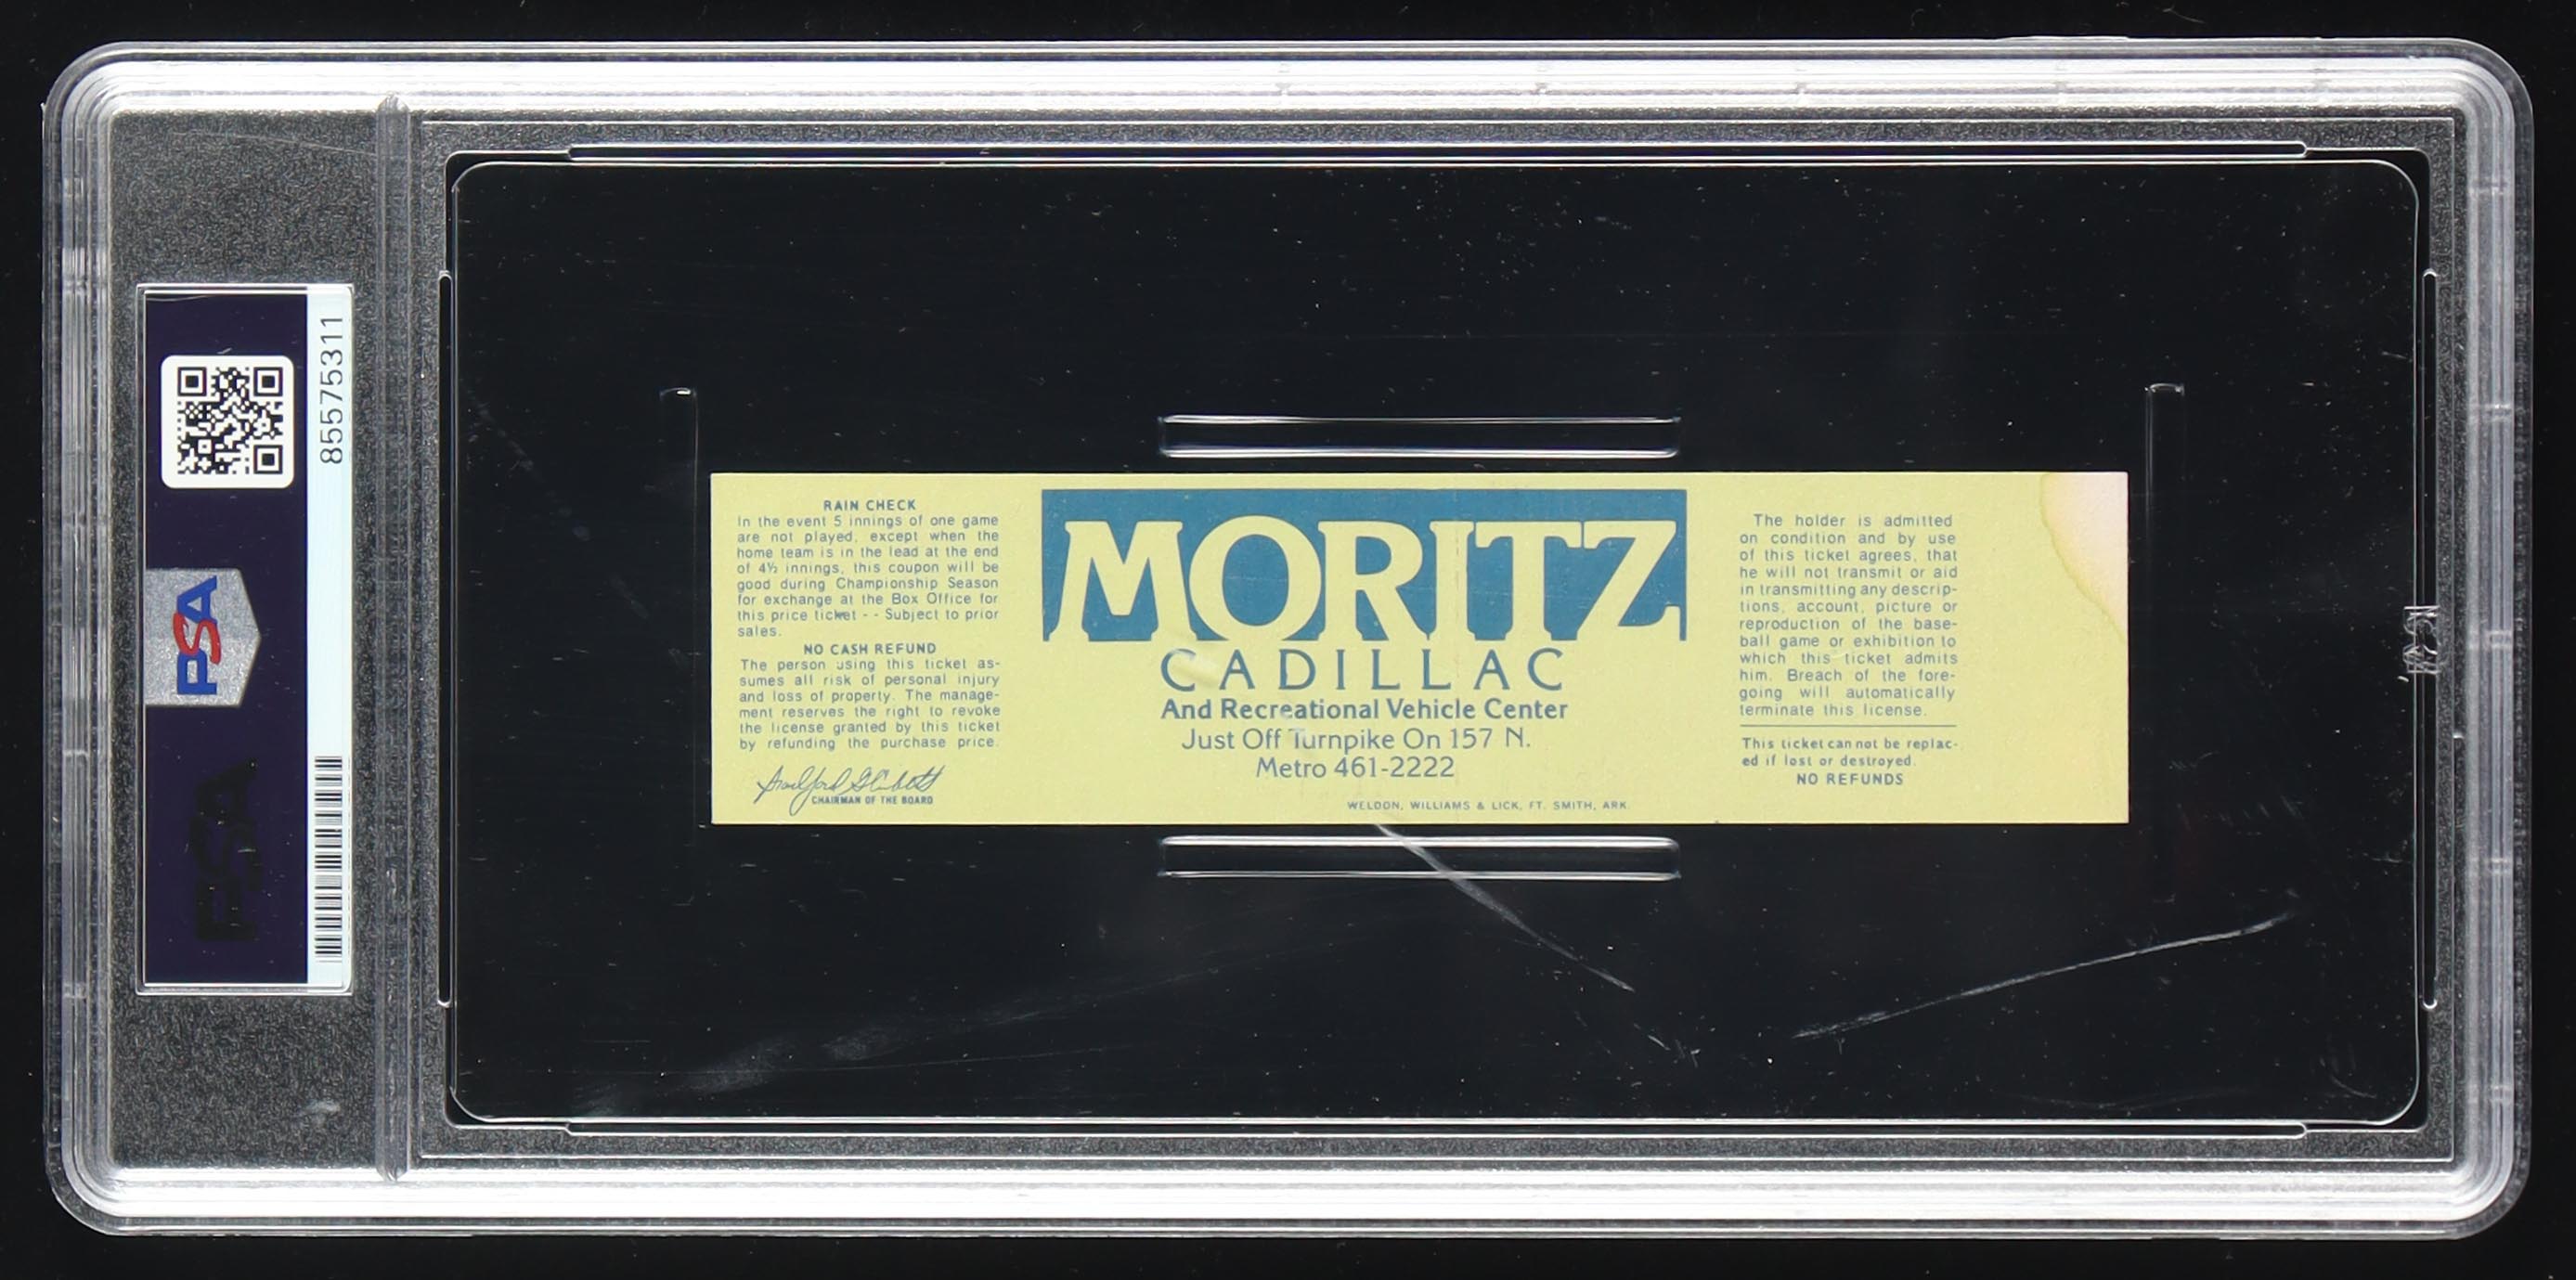 85575311
PSA
PSA
RAIN CHECK
In the event 5 innings of one game
are not played, except when the
home team is in the lead at the end
of 4½ innings, this coupon will be
good during Championship Season
for exchange at the Box Office for
this price ticket - - Subject to prior
sales.
NO CASH REFUND
The person using this ticket as-
sumes all risk of personal injury
and loss of property. The manage-
ment reserves the right to revoke
the license granted by this ticket
by refunding the purchase price.
CHAIRMAN OF THE BOARD
MORITZ
CADILLAC
And Recreational Vehicle Center
Just Off Turnpike On 157 N.
Metro 461-2222
WELDON, WILLIAMS & LICK, FT. SMITH, ARK.
The holder is admitted
on condition and by use
of this ticket agrees, that
he will not transmit or aid
in transmitting any descrip-
tions, account, picture or
reproduction of the base-
ball game or exhibition to
which this ticket admits
him. Breach of the fore-
going will automatically
terminate this license.
This ticket can not be replac-
ed if lost or destroyed.
NO REFUNDS